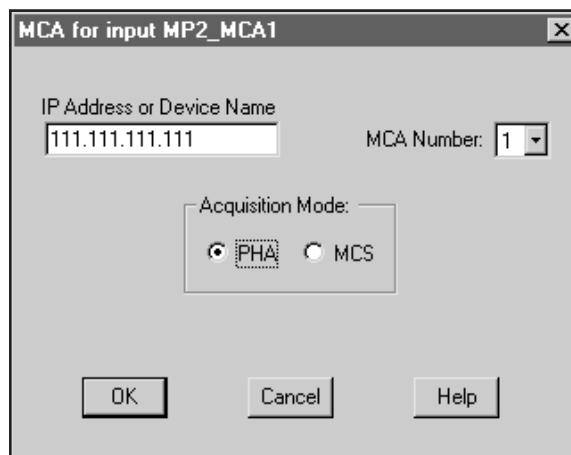 MCA for input MP2_MCA1
IP Address or Device Name
111.111.111.111
MCA Number: 1
Acquisition Mode:
PHA MCS
OK Cancel Help